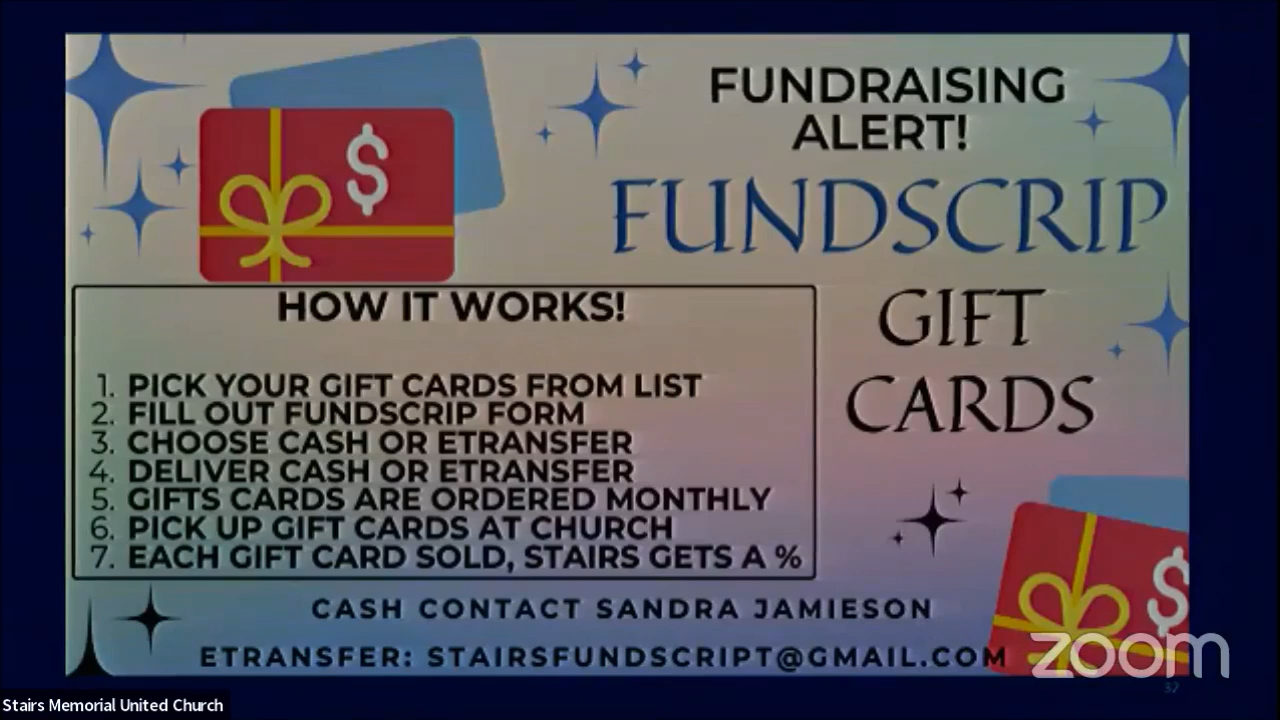 FUNDRAISING
ALERT!
FUNDSCRIP
GIFT
CARDS
$
HOW IT WORKS!
1. PICK YOUR GIFT CARDS FROM LIST
2. FILL OUT FUNDSCRIP FORM
3. CHOOSE CASH OR ETRANSFER
4. DELIVER CASH OR ETRANSFER
5. GIFTS CARDS ARE ORDERED MONTHLY
6. PICK UP GIFT CARDS AT CHURCH
7. EACH GIFT CARD SOLD, STAIRS GETS A %
CASH CONTACT SANDRA JAMIESON
ETRANSFER: STAIRSFUNDSCRIPT@GMAIL.COM
$
zoom
37
Stairs Memorial United Church